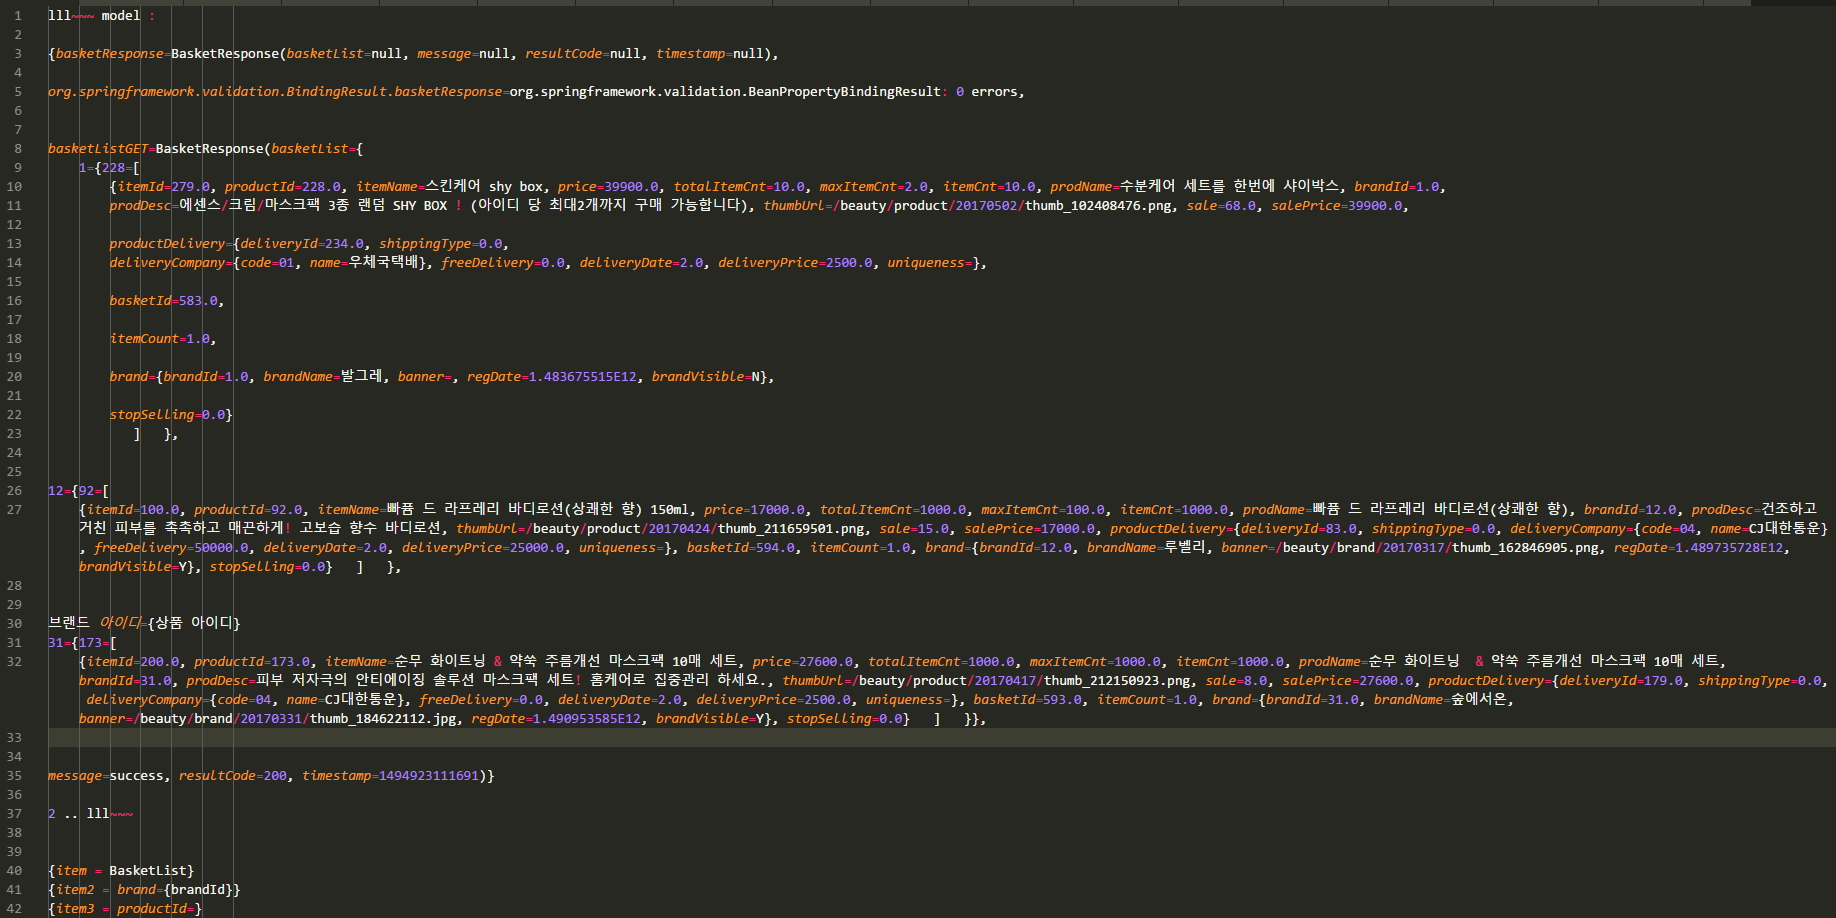 1 lll~~~ model :
2
3 {basketResponse=BasketResponse(basketList=null, message=null, resultCode=null, timestamp=null),
4
5 org.springframework.validation.BindingResult.basketResponse=org.springframework.validation.BeanPropertyBindingResult: 0 errors,
6
7
8 basketListGET=BasketResponse(basketList={
9 1={228=[
10 {itemId=279.0, productId=228.0, itemName=스킨케어 shy box, price=39900.0, totalItemCnt=10.0, maxItemCnt=2.0, itemCnt=10.0, prodName=수분케어 세트를 한번에 샤이박스, brandId=1.0,
11 prodDesc=에센스/크림/마스크팩 3종 랜덤 SHY BOX ! (아이디 당 최대2개까지 구매 가능합니다), thumbUrl=/beauty/product/20170502/thumb_102408476.png, sale=68.0, salePrice=39900.0,
12
13 productDelivery={deliveryId=234.0, shippingType=0.0,
14 deliveryCompany={code=01, name=우체국택배}, freeDelivery=0.0, deliveryDate=2.0, deliveryPrice=2500.0, uniqueness=},
15
16 basketId=583.0,
17
18 itemCount=1.0,
19
20 brand={brandId=1.0, brandName=발그레, banner=, regDate=1.483675515E12, brandVisible=N},
21
22 stopSelling=0.0}
23 ] },
24
25
26 12={92=[
27 {itemId=100.0, productId=92.0, itemName=빠퓸 드 라프레리 바디로션(상쾌한 향) 150ml, price=17000.0, totalItemCnt=1000.0, maxItemCnt=100.0, itemCnt=1000.0, prodName=빠퓸 드 라프레리 바디로션(상쾌한 향), brandId=12.0, prodDesc=건조하고
거친 피부를 촉촉하고 매끈하게! 고보습 향수 바디로션, thumbUrl=/beauty/product/20170424/thumb_211659501.png, sale=15.0, salePrice=17000.0, productDelivery={deliveryId=83.0, shippingType=0.0, deliveryCompany={code=04, name=CJ대한통운}
, freeDelivery=50000.0, deliveryDate=2.0, deliveryPrice=25000.0, uniqueness=}, basketId=594.0, itemCount=1.0, brand={brandId=12.0, brandName=루벨리, banner=/beauty/brand/20170317/thumb_162846905.png, regDate=1.489735728E12,
brandVisible=Y}, stopSelling=0.0} ] },
28
29
30 브랜드 아이디={상품 아이디}
31 31={173=[
32 {itemId=200.0, productId=173.0, itemName=순무 화이트닝 & 약쑥 주름개선 마스크팩 10매 세트, price=27600.0, totalItemCnt=1000.0, maxItemCnt=1000.0, itemCnt=1000.0, prodName=순무 화이트닝 & 약쑥 주름개선 마스크팩 10매 세트,
brandId=31.0, prodDesc=피부 저자극의 안티에이징 솔루션 마스크팩 세트! 홈케어로 집중관리 하세요., thumbUrl=/beauty/product/20170417/thumb_212150923.png, sale=8.0, salePrice=27600.0, productDelivery={deliveryId=179.0, shippingType=0.0,
deliveryCompany={code=04, name=CJ대한통운}, freeDelivery=0.0, deliveryDate=2.0, deliveryPrice=2500.0, uniqueness=}, basketId=593.0, itemCount=1.0, brand={brandId=31.0, brandName=숲에서온,
banner=/beauty/brand/20170331/thumb_184622112.jpg, regDate=1.490953585E12, brandVisible=Y}, stopSelling=0.0} ] }},
33
34
35 message=success, resultCode=200, timestamp=1494923111691)}
36
37 2 .. lll~~~
38
39
40 {item = BasketList}
41 {item2 = brand={brandId}}
42 {item3 = productId=}